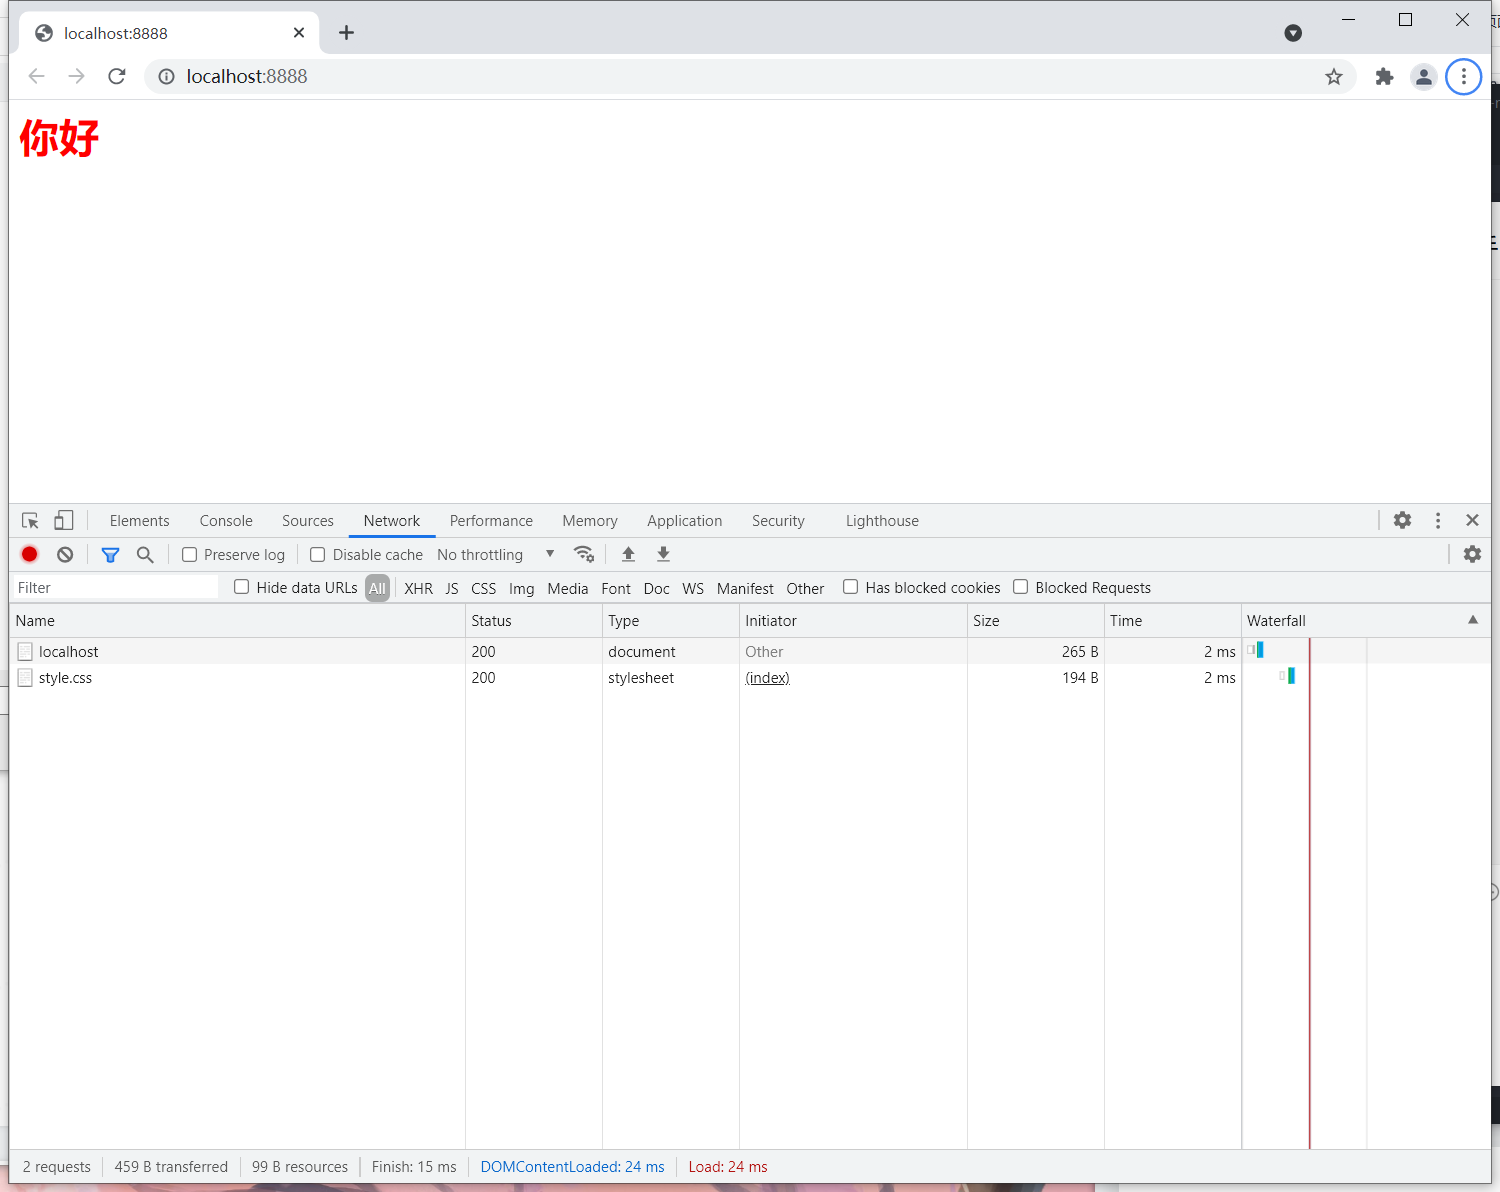 localhost:8888
localhost:8888
你好
Elements Console Sources Network Performance Memory Application Security Lighthouse
Preserve log Disable cache No throttling
Filter Hide data URLs All XHR JS CSS Img Media Font Doc WS Manifest Other Has blocked cookies Blocked Requests
Name Status Type Initiator Size Time Waterfall
localhost 200 document Other 265 B 2 ms
style.css 200 stylesheet (index) 194 B 2 ms
2 requests 459 B transferred 99 B resources Finish: 15 ms DOMContentLoaded: 24 ms Load: 24 ms